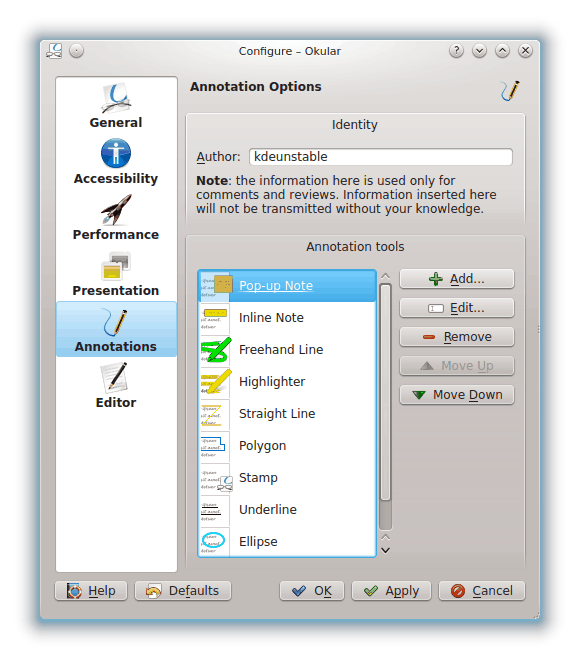 Configure – Okular
General
Accessibility
Performance
Presentation
Annotations
Editor
Annotation Options
Identity
Author: kdeunstable
Note: the information here is used only for
comments and reviews. Information inserted here
will not be transmitted without your knowledge.
Annotation tools
Pop-up Note
Inline Note
Freehand Line
Highlighter
Straight Line
Polygon
Stamp
Underline
Ellipse
Add...
Edit...
Remove
Move Up
Move Down
Help
Defaults
OK
Apply
Cancel